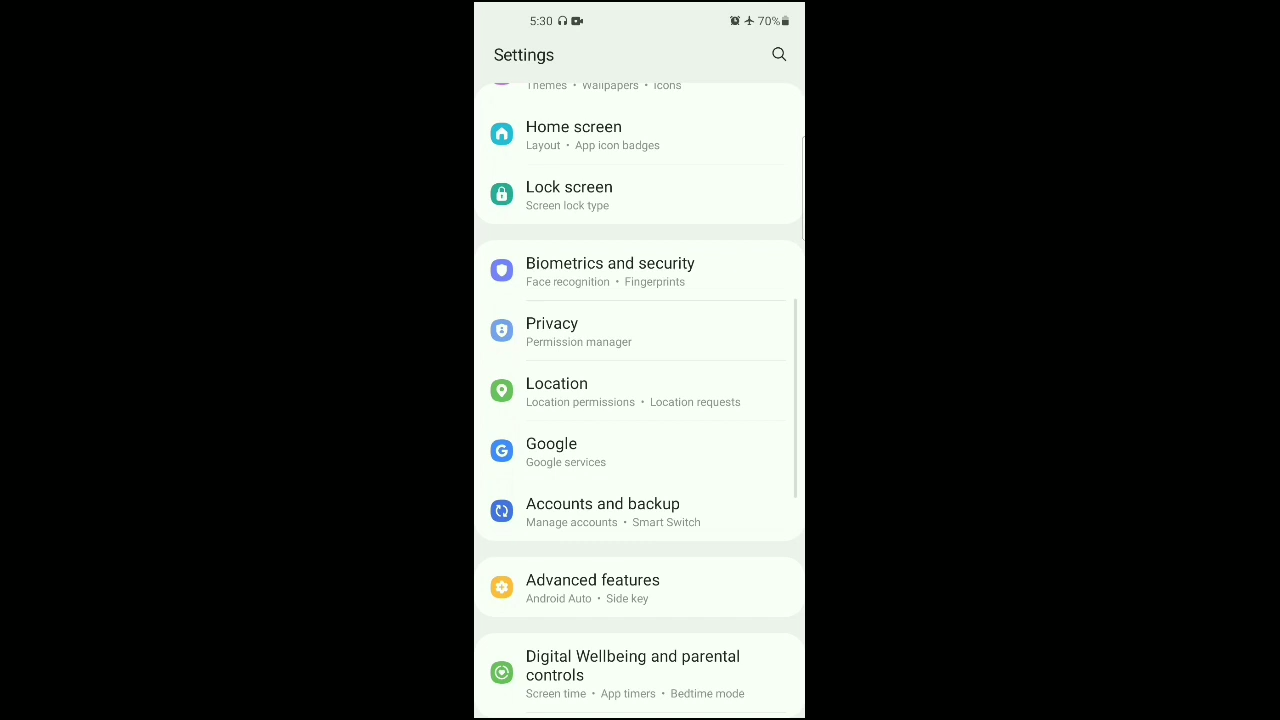 5:30 70%
Settings
Themes • Wallpapers • Icons
Home screen
Layout • App icon badges
Lock screen
Screen lock type
Biometrics and security
Face recognition • Fingerprints
Privacy
Permission manager
Location
Location permissions • Location requests
Google
Google services
Accounts and backup
Manage accounts • Smart Switch
Advanced features
Android Auto • Side key
Digital Wellbeing and parental
controls
Screen time • App timers • Bedtime mode